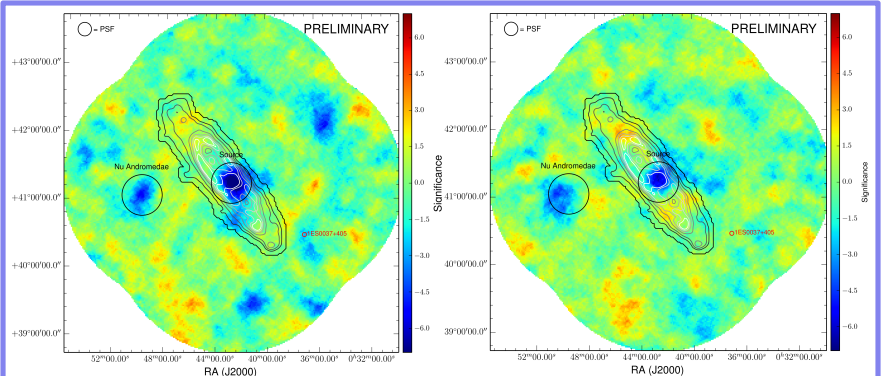 = PSF
PRELIMINARY
+43°00′00.0″
+42°00′00.0″
+41°00′00.0″
+40°00′00.0″
+39°00′00.0″
Source
Nu Andromedae
1ES0037+405
52ᵐ00.00ˢ
48ᵐ00.00ˢ
44ᵐ00.00ˢ
40ᵐ00.00ˢ
36ᵐ00.00ˢ
0ʰ32ᵐ00.00ˢ
RA (J2000)
6.0
4.5
3.0
1.5
0.0
−1.5
−3.0
−4.5
−6.0
Significance
= PSF
PRELIMINARY
+43°00′00.0″
+42°00′00.0″
+41°00′00.0″
+40°00′00.0″
+39°00′00.0″
Source
Nu Andromedae
1ES0037+405
52ᵐ00.00ˢ
48ᵐ00.00ˢ
44ᵐ00.00ˢ
40ᵐ00.00ˢ
36ᵐ00.00ˢ
0ʰ32ᵐ00.00ˢ
RA (J2000)
6.0
4.5
3.0
1.5
0.0
−1.5
−3.0
−4.5
−6.0
Significance